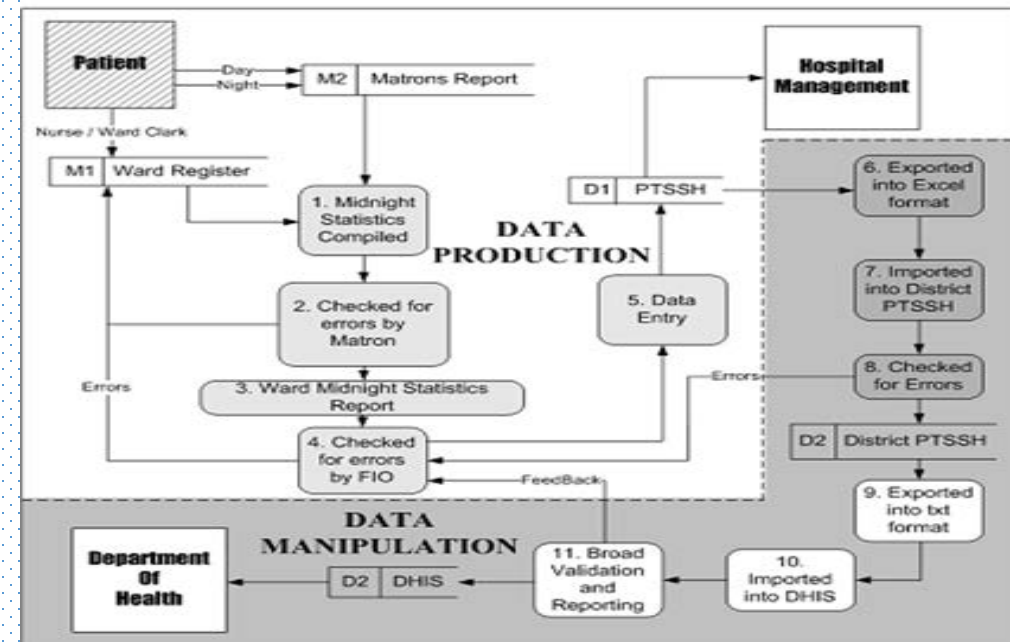 Patient
Day
Night
M2 Matrons Report
Hospital
Management
Nurse / Ward Clark
M1 Ward Register
1. Midnight
Statistics
Compiled
DATA
PRODUCTION
D1 PTSSH
6. Exported
into Excel
format
2. Checked for
errors by
Matron
5. Data
Entry
7. Imported
into District
PTSSH
Errors
3. Ward Midnight Statistics
Report
Errors
8. Checked
for Errors
4. Checked
for errors
by FIO
D2 District PTSSH
FeedBack
9. Exported
into txt
format
DATA
MANIPULATION
Department
Of
Health
D2 DHIS
11. Broad
Validation
and
Reporting
10.
Imported
into DHIS